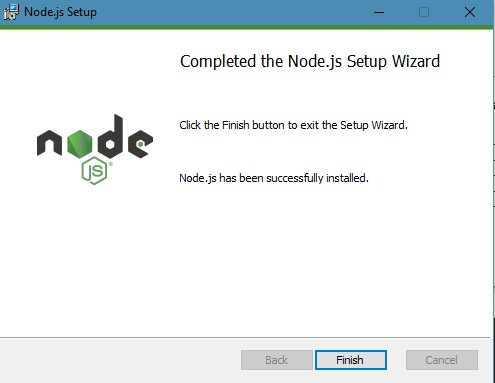 Node.js Setup
Completed the Node.js Setup Wizard
Click the Finish button to exit the Setup Wizard.
node
JS®
Node.js has been successfully installed.
Back
Finish
Cancel